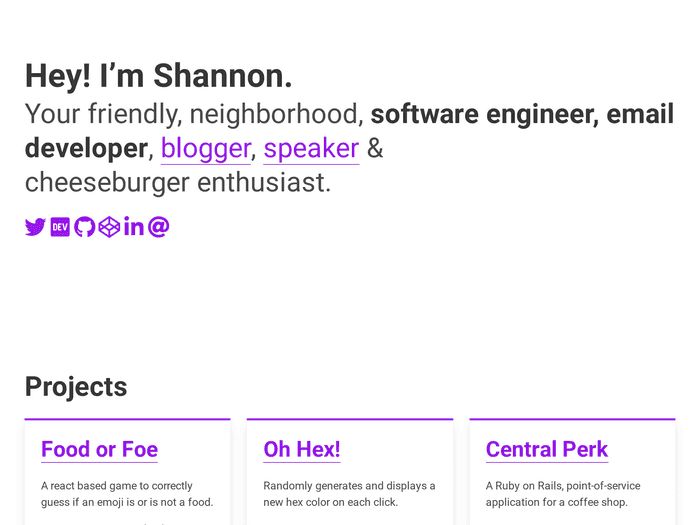 Hey! I’m Shannon.
Your friendly, neighborhood, software engineer, email
developer, blogger, speaker &
cheeseburger enthusiast.
DEV in @
Projects
Food or Foe
A react based game to correctly
guess if an emoji is or is not a food.
Oh Hex!
Randomly generates and displays a
new hex color on each click.
Central Perk
A Ruby on Rails, point-of-service
application for a coffee shop.